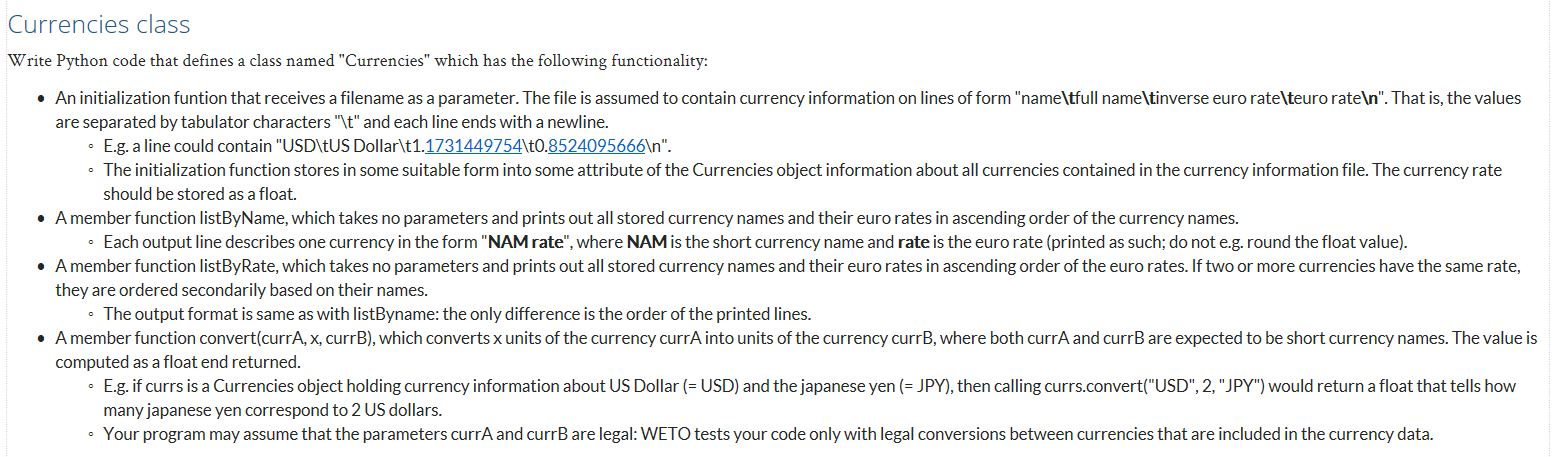 Currencies class
Write Python code that defines a class named "Currencies" which has the following functionality:
• An initialization funtion that receives a filename as a parameter. The file is assumed to contain currency information on lines of form "name\tfull name\tinverse euro rate\teuro rate\n". That is, the values
are separated by tabulator characters "\t" and each line ends with a newline.
◦ E.g. a line could contain "USD\tUS Dollar\t1.1731449754\t0.8524095666\n".
◦ The initialization function stores in some suitable form into some attribute of the Currencies object information about all currencies contained in the currency information file. The currency rate
should be stored as a float.
• A member function listByName, which takes no parameters and prints out all stored currency names and their euro rates in ascending order of the currency names.
◦ Each output line describes one currency in the form "NAM rate", where NAM is the short currency name and rate is the euro rate (printed as such; do not e.g. round the float value).
• A member function listByRate, which takes no parameters and prints out all stored currency names and their euro rates in ascending order of the euro rates. If two or more currencies have the same rate,
they are ordered secondarily based on their names.
◦ The output format is same as with listByname: the only difference is the order of the printed lines.
• A member function convert(currA, x, currB), which converts x units of the currency currA into units of the currency currB, where both currA and currB are expected to be short currency names. The value is
computed as a float end returned.
◦ E.g. if currs is a Currencies object holding currency information about US Dollar (= USD) and the japanese yen (= JPY), then calling currs.convert("USD", 2, "JPY") would return a float that tells how
many japanese yen correspond to 2 US dollars.
◦ Your program may assume that the parameters currA and currB are legal: WETO tests your code only with legal conversions between currencies that are included in the currency data.